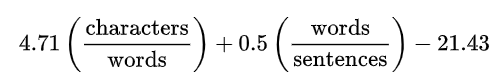 4.71 (characters/words) + 0.5 (words/sentences) − 21.43